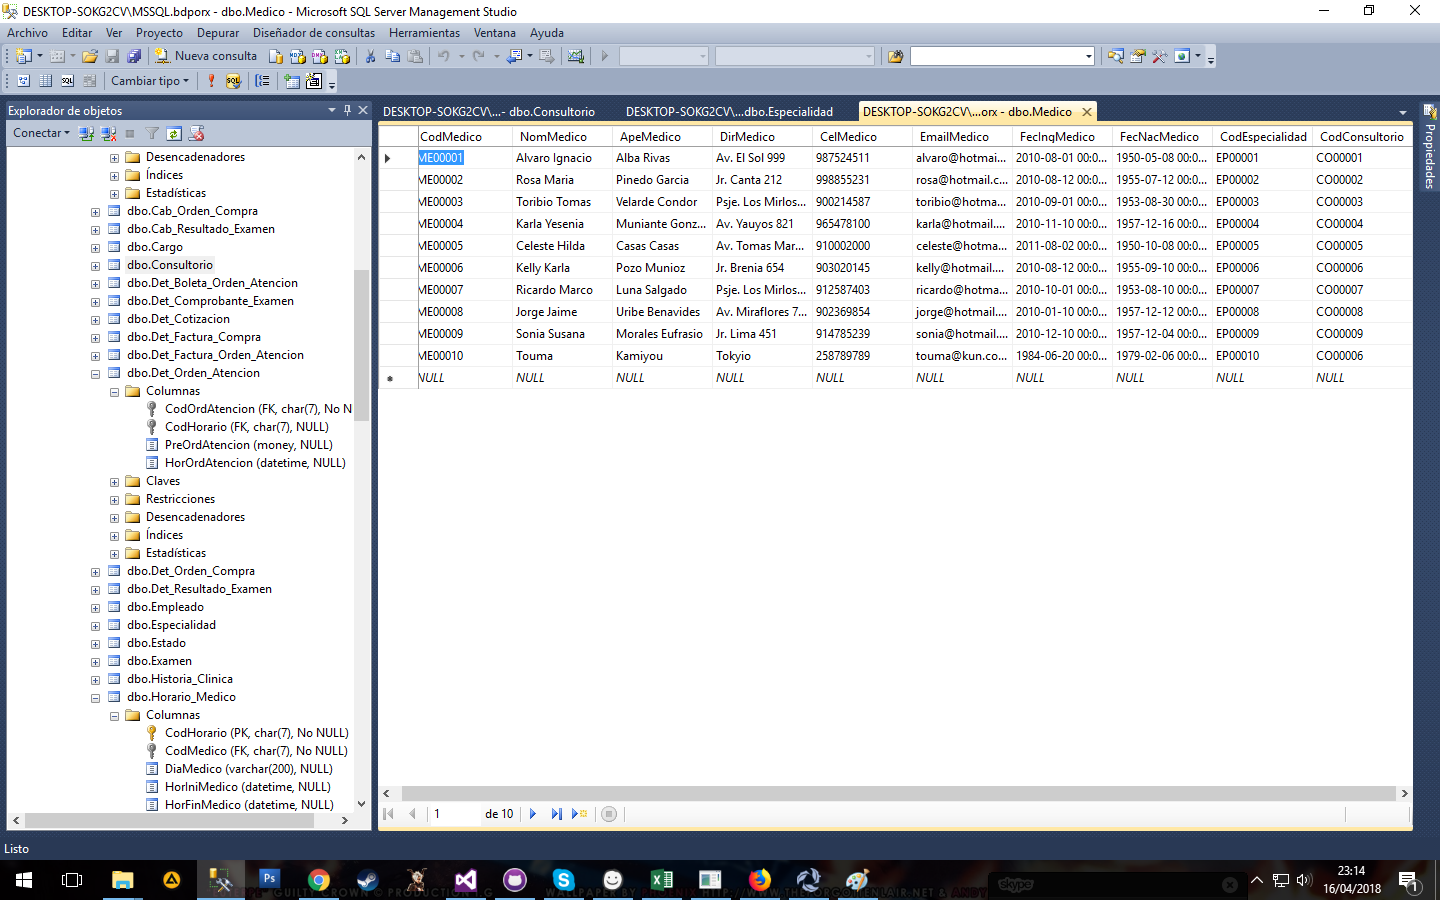 DESKTOP-SOKG2CV\MSSQL.bdporx - dbo.Medico - Microsoft SQL Server Management Studio
Archivo Editar Ver Proyecto Depurar Diseñador de consultas Herramientas Ventana Ayuda
Nueva consulta
Cambiar tipo
Explorador de objetos
Conectar
Desencadenadores
Índices
Estadísticas
dbo.Cab_Orden_Compra
dbo.Cab_Resultado_Examen
dbo.Cargo
dbo.Consultorio
dbo.Det_Boleta_Orden_Atencion
dbo.Det_Comprobante_Examen
dbo.Det_Cotizacion
dbo.Det_Factura_Compra
dbo.Det_Factura_Orden_Atencion
dbo.Det_Orden_Atencion
Columnas
CodOrdAtencion (FK, char(7), No N
CodHorario (FK, char(7), NULL)
PreOrdAtencion (money, NULL)
HorOrdAtencion (datetime, NULL)
Claves
Restricciones
Desencadenadores
Índices
Estadísticas
dbo.Det_Orden_Compra
dbo.Det_Resultado_Examen
dbo.Empleado
dbo.Especialidad
dbo.Estado
dbo.Examen
dbo.Historia_Clinica
dbo.Horario_Medico
Columnas
CodHorario (PK, char(7), No NULL)
CodMedico (FK, char(7), No NULL)
DiaMedico (varchar(200), NULL)
HorIniMedico (datetime, NULL)
HorFinMedico (datetime, NULL)
DESKTOP-SOKG2CV\...- dbo.Consultorio DESKTOP-SOKG2CV\...dbo.Especialidad DESKTOP-SOKG2CV\...orx - dbo.Medico
CodMedico NomMedico ApeMedico DirMedico CelMedico EmailMedico FecInqMedico FecNacMedico CodEspecialidad CodConsultorio
ME00001 Alvaro Ignacio Alba Rivas Av. El Sol 999 987524511 alvaro@hotmai... 2010-08-01 00:0... 1950-05-08 00:0... EP00001 CO00001
ME00002 Rosa Maria Pinedo Garcia Jr. Canta 212 998855231 rosa@hotmail.c... 2010-08-12 00:0... 1955-07-12 00:0... EP00002 CO00002
ME00003 Toribio Tomas Velarde Condor Psje. Los Mirlos... 900214587 toribio@hotma... 2010-09-01 00:0... 1953-08-30 00:0... EP00003 CO00003
ME00004 Karla Yesenia Muniante Gonz... Av. Yauyos 821 965478100 karla@hotmail.... 2010-11-10 00:0... 1957-12-16 00:0... EP00004 CO00004
ME00005 Celeste Hilda Casas Casas Av. Tomas Mar... 910002000 celeste@hotma... 2011-08-02 00:0... 1950-10-08 00:0... EP00005 CO00005
ME00006 Kelly Karla Pozo Munioz Jr. Brenia 654 903020145 kelly@hotmail.... 2010-08-12 00:0... 1955-09-10 00:0... EP00006 CO00006
ME00007 Ricardo Marco Luna Salgado Psje. Los Mirlos... 912587403 ricardo@hotma... 2010-10-01 00:0... 1953-08-10 00:0... EP00007 CO00007
ME00008 Jorge Jaime Uribe Benavides Av. Miraflores 7... 902369854 jorge@hotmail.... 2010-01-10 00:0... 1957-12-12 00:0... EP00008 CO00008
ME00009 Sonia Susana Morales Eufrasio Jr. Lima 451 914785239 sonia@hotmail.... 2010-12-10 00:0... 1957-12-04 00:0... EP00009 CO00009
ME00010 Touma Kamiyou Tokyio 258789789 touma@kun.co... 1984-06-20 00:0... 1979-02-06 00:0... EP00010 CO00006
NULL NULL NULL NULL NULL NULL NULL NULL NULL NULL
1 de 10
Propiedades
Listo
skype
23:14
16/04/2018
1